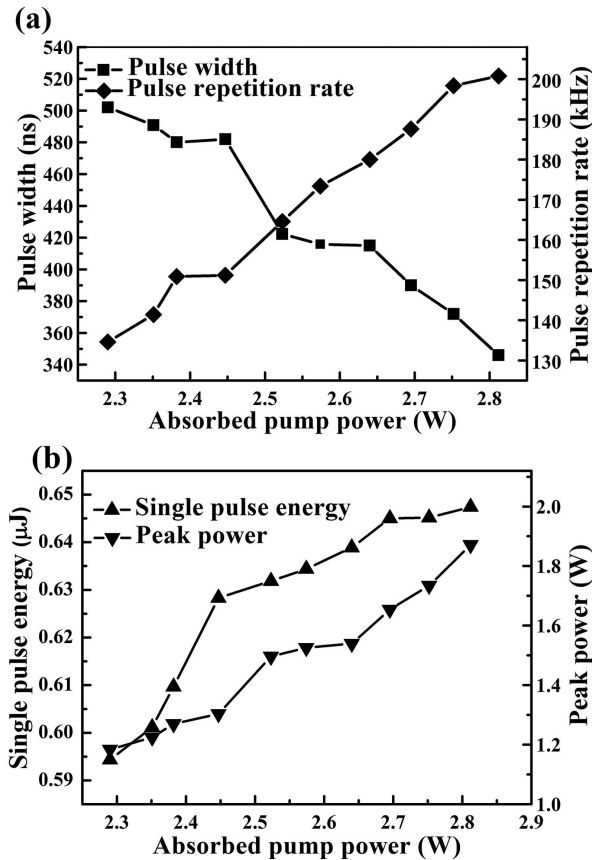 (a)
540
520
500
480
460
440
420
400
380
360
340
Pulse width (ns)
Pulse width
Pulse repetition rate
200
190
180
170
160
150
140
130
Pulse repetition rate (kHz)
2.3 2.4 2.5 2.6 2.7 2.8
Absorbed pump power (W)
(b)
0.65
0.64
0.63
0.62
0.61
0.60
0.59
Single pulse energy (μJ)
Single pulse energy
Peak power
2.0
1.8
1.6
1.4
1.2
1.0
Peak power (W)
2.3 2.4 2.5 2.6 2.7 2.8 2.9
Absorbed pump power (W)